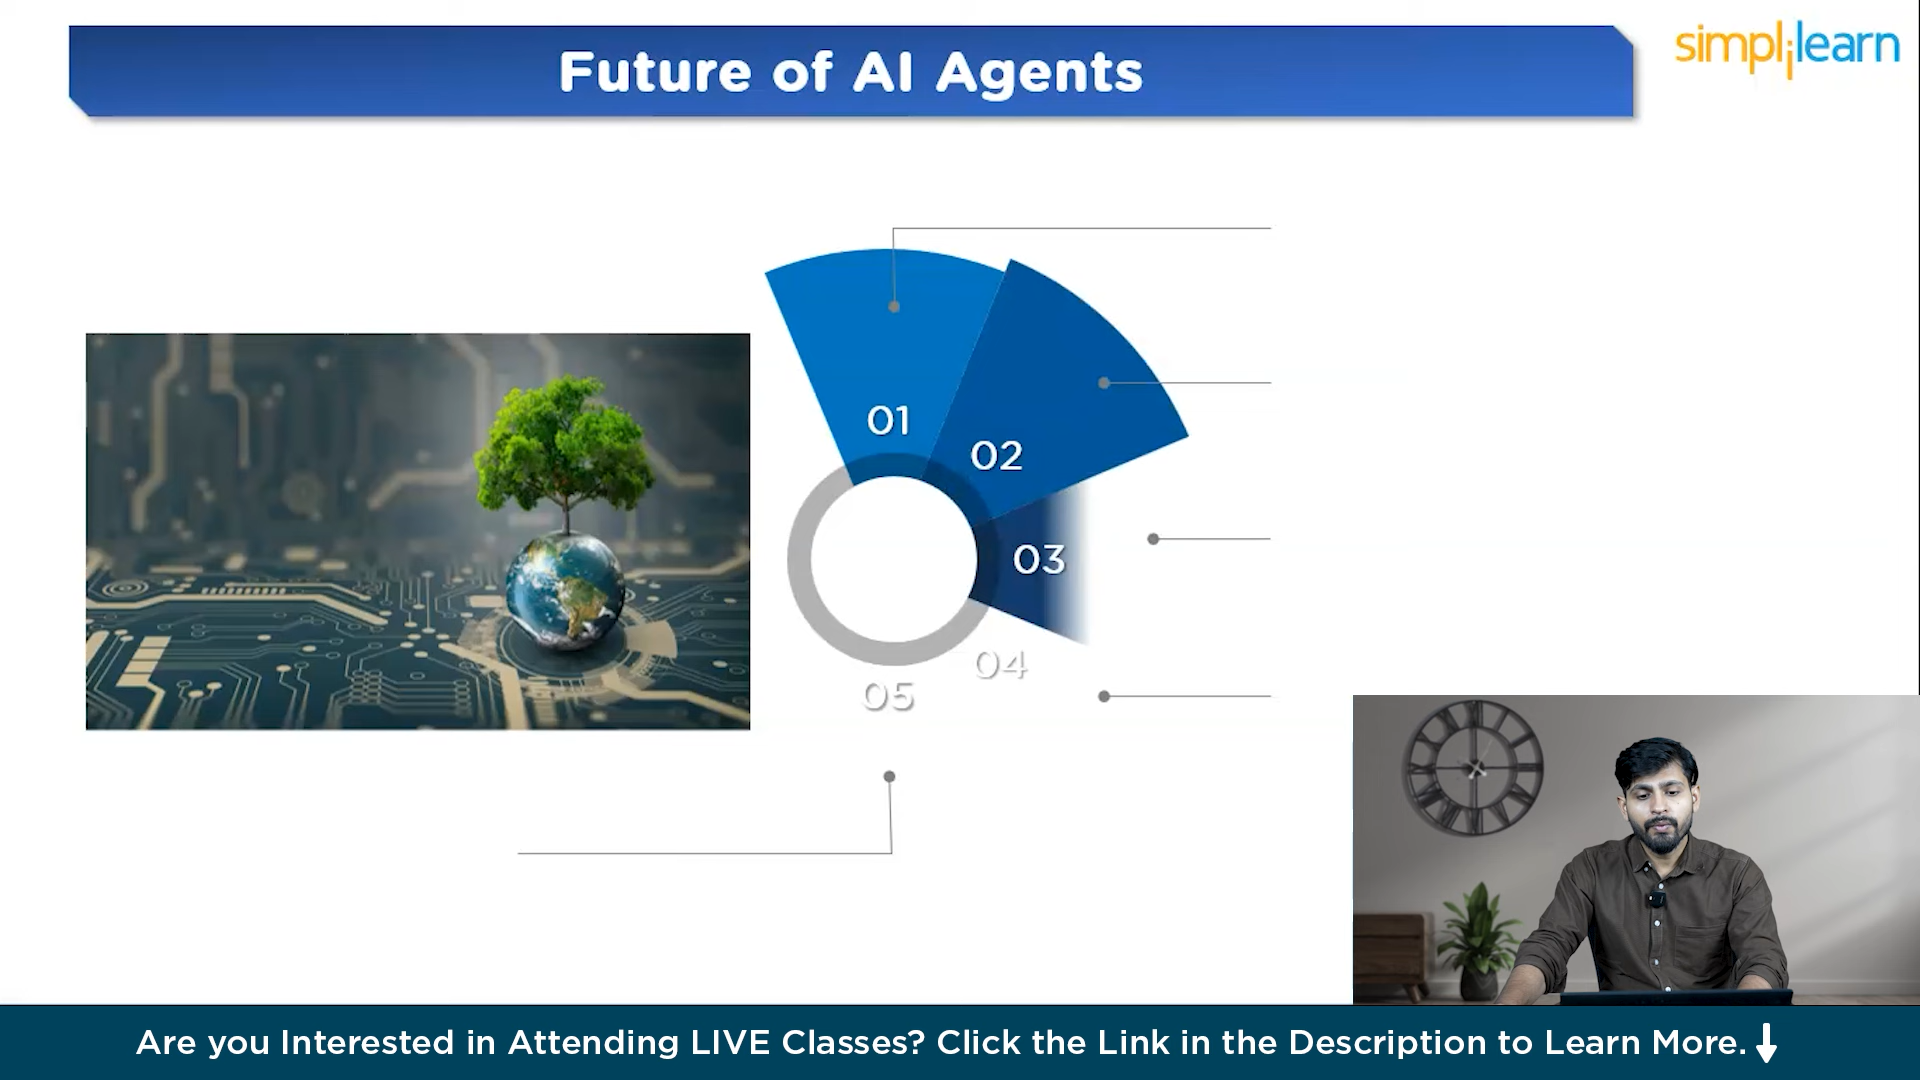 Future of AI Agents
simplilearn
01
02
03
04
05
Are you Interested in Attending LIVE Classes? Click the Link in the Description to Learn More.